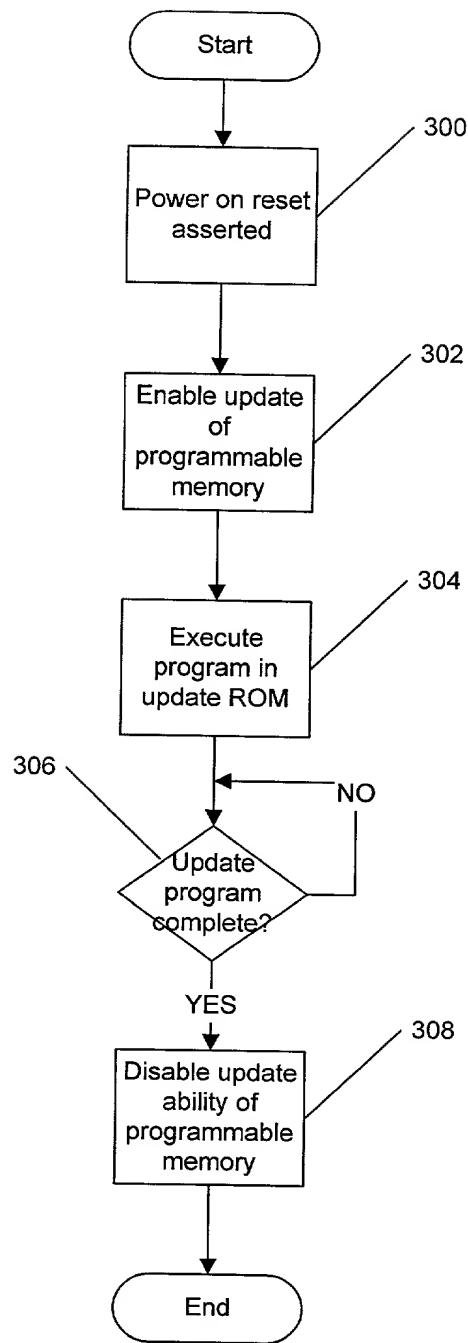 Start
300
Power on reset
asserted
302
Enable update
of
programmable
memory
304
Execute
program in
update ROM
306
NO
Update
program
complete?
YES
308
Disable update
ability of
programmable
memory
End